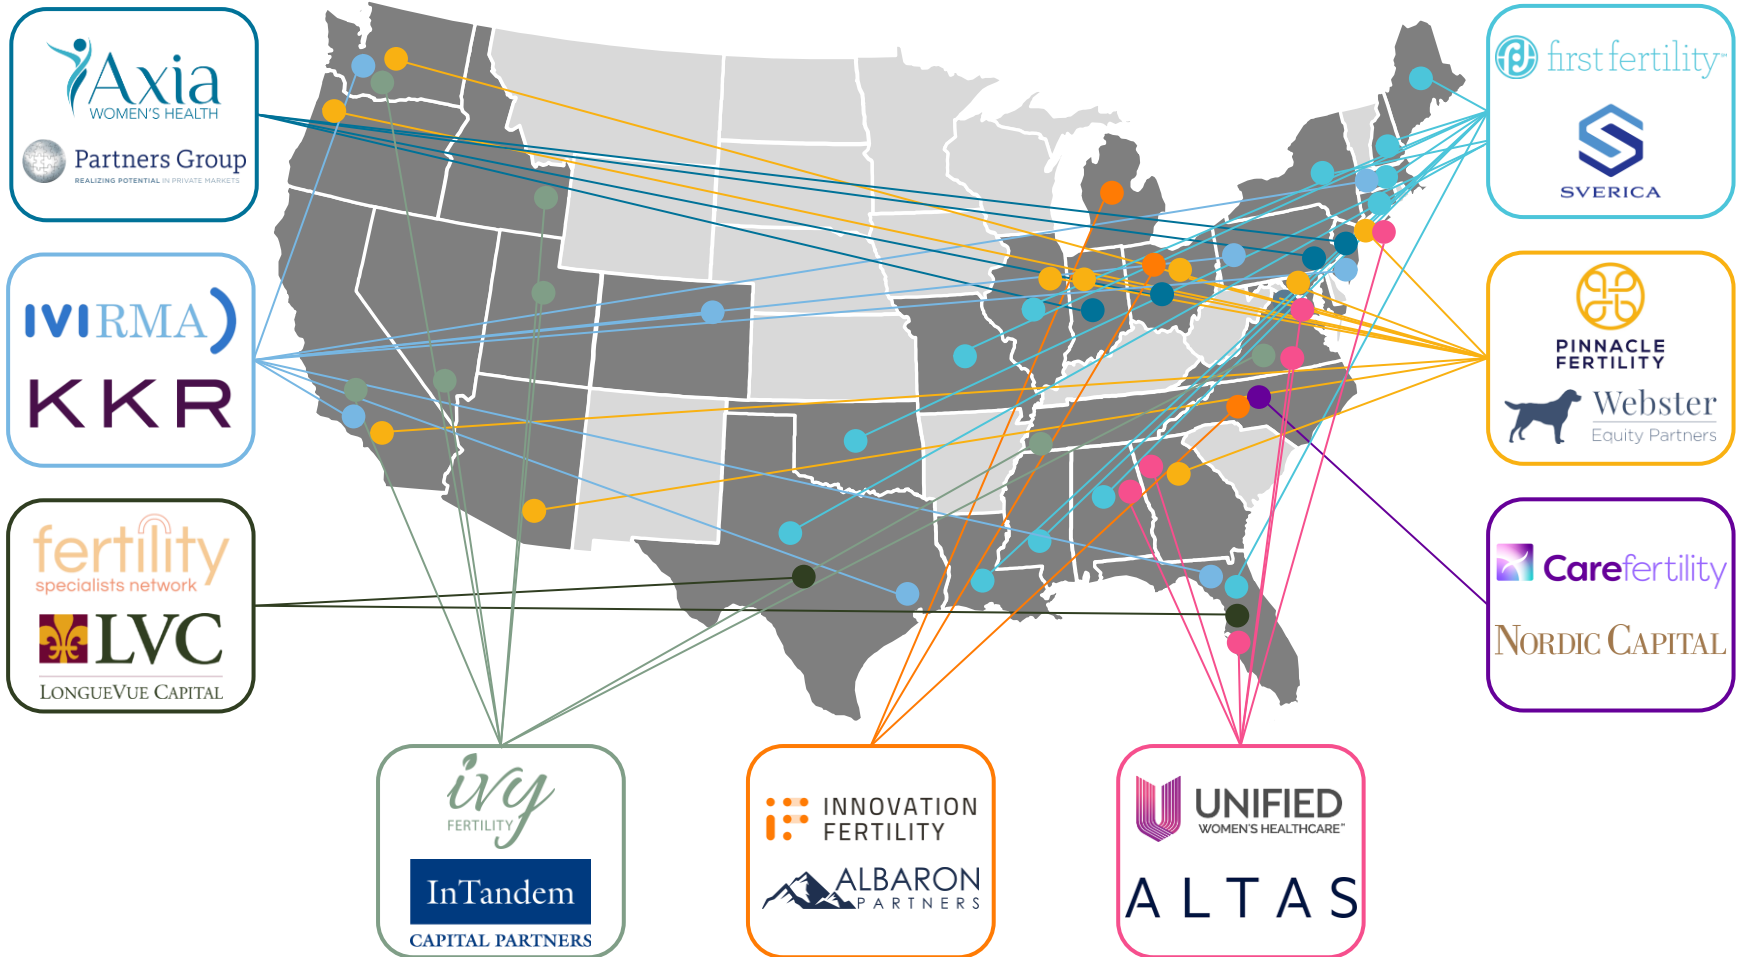 Axia
WOMEN'S HEALTH
Partners Group
REALIZING POTENTIAL IN PRIVATE MARKETS
IVIRMA
KKR
fertility
specialists network
LVC
LONGUEVUE CAPITAL
ivy
FERTILITY
InTandem
CAPITAL PARTNERS
INNOVATION
FERTILITY
ALBARON
PARTNERS
UNIFIED
WOMEN'S HEALTHCARE™
ALTAS
first fertility℠
SVERICA
PINNACLE
FERTILITY
Webster
Equity Partners
Carefertility
NORDIC CAPITAL